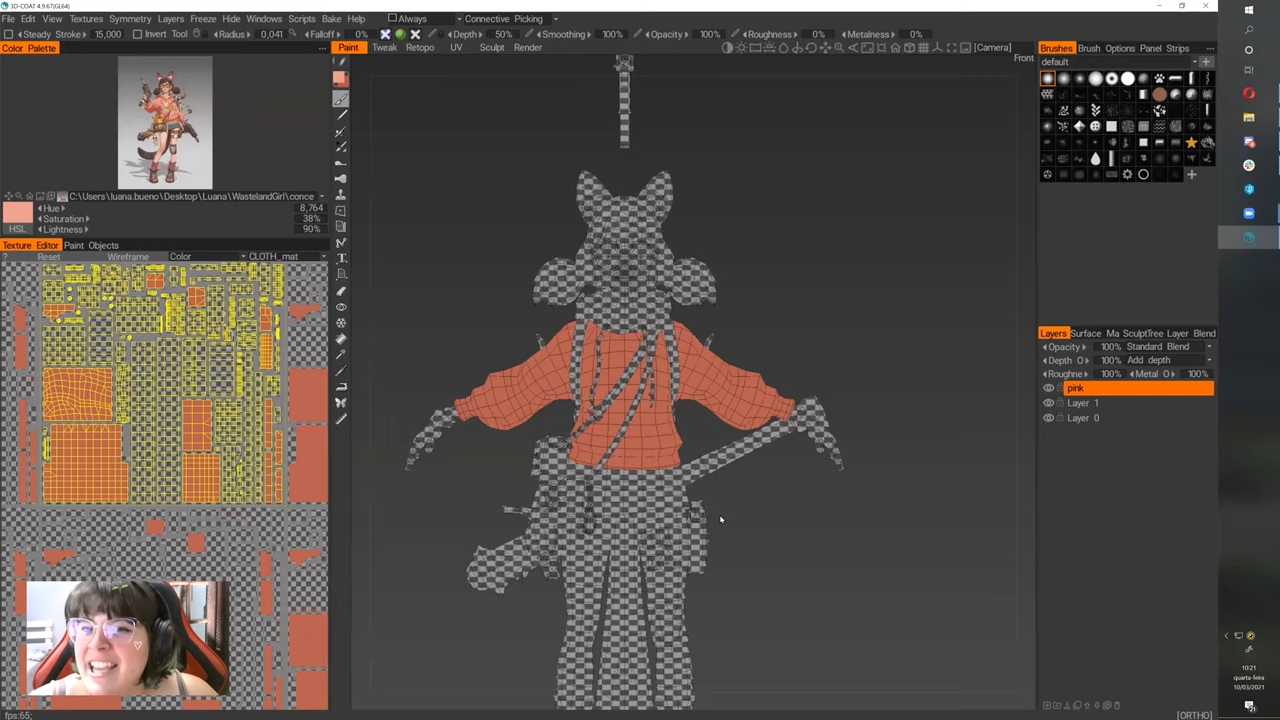 3D-COAT 4.9.67(GL64)
File Edit View Textures Symmetry Layers Freeze Hide Windows Scripts Bake Help Always Connective Picking
Steady Stroke 15,000 Invert Tool Radius 0,041 Falloff 0% Depth 50% Smoothing 100% Opacity 100% Roughness 0% Metalness 0%
Color Palette
Paint Tweak Retopo UV Sculpt Render
[Camera]
Front
Brushes Brush Options Panel Strips
default
C:\Users\luana.bueno\Desktop\Luana\WastelandGirl\conce
Hue 8,764
Saturation 38%
HSL Lightness 90%
Texture Editor Paint Objects
? Reset Wireframe Color CLOTH_mat
Layers Surface Ma SculptTree Layer Blend
Opacity 100% Standard Blend
Depth O 100% Add depth
Roughne 100% Metal O 100%
pink
Layer 1
Layer 0
10:21
quarta-feira
10/03/2021
21
fps:65;
[ORTHO]